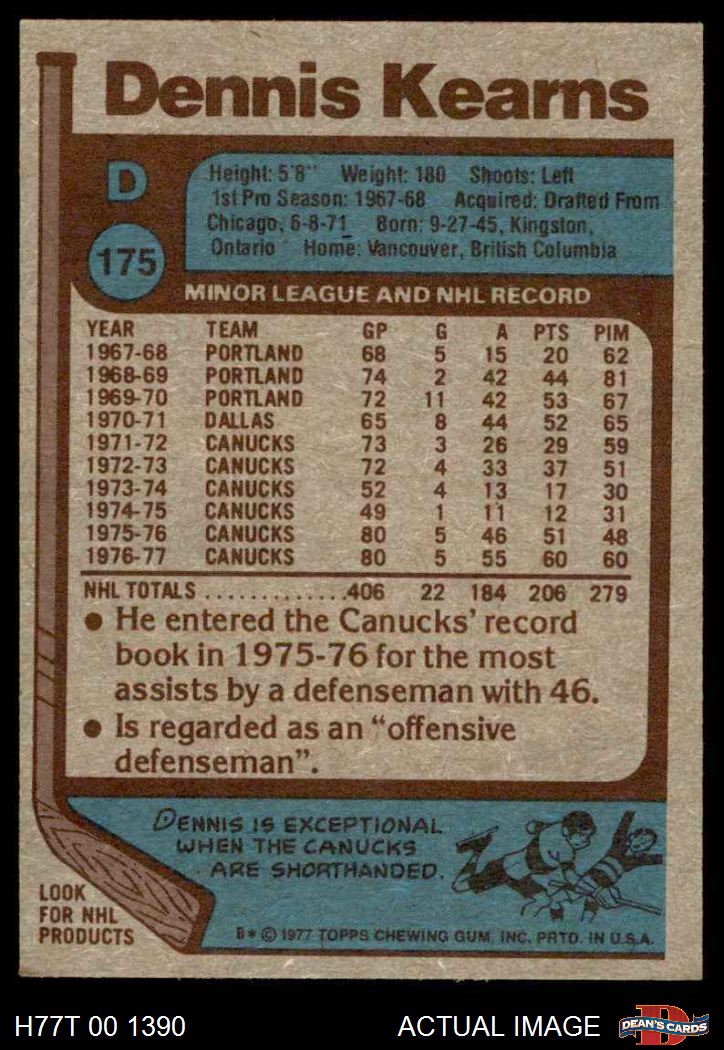 Dennis Kearns
D
175
Height: 5'8" Weight: 180 Shoots: Left
1st Pro Season: 1967-68 Acquired: Drafted From
Chicago, 6-8-71 Born: 9-27-45, Kingston,
Ontario Home: Vancouver, British Columbia
MINOR LEAGUE AND NHL RECORD
YEAR TEAM GP G A PTS PIM
1967-68 PORTLAND 68 5 15 20 62
1968-69 PORTLAND 74 2 42 44 81
1969-70 PORTLAND 72 11 42 53 67
1970-71 DALLAS 65 8 44 52 65
1971-72 CANUCKS 73 3 26 29 59
1972-73 CANUCKS 72 4 33 37 51
1973-74 CANUCKS 52 4 13 17 30
1974-75 CANUCKS 49 1 11 12 31
1975-76 CANUCKS 80 5 46 51 48
1976-77 CANUCKS 80 5 55 60 60
NHL TOTALS .............406 22 184 206 279
• He entered the Canucks' record
book in 1975-76 for the most
assists by a defenseman with 46.
• Is regarded as an "offensive
defenseman".
DENNIS IS EXCEPTIONAL
WHEN THE CANUCKS
ARE SHORTHANDED.
LOOK
FOR NHL
PRODUCTS
B* © 1977 TOPPS CHEWING GUM, INC. PRTD. IN U.S.A.
H77T 00 1390 ACTUAL IMAGE
D
DEAN'S CARDS